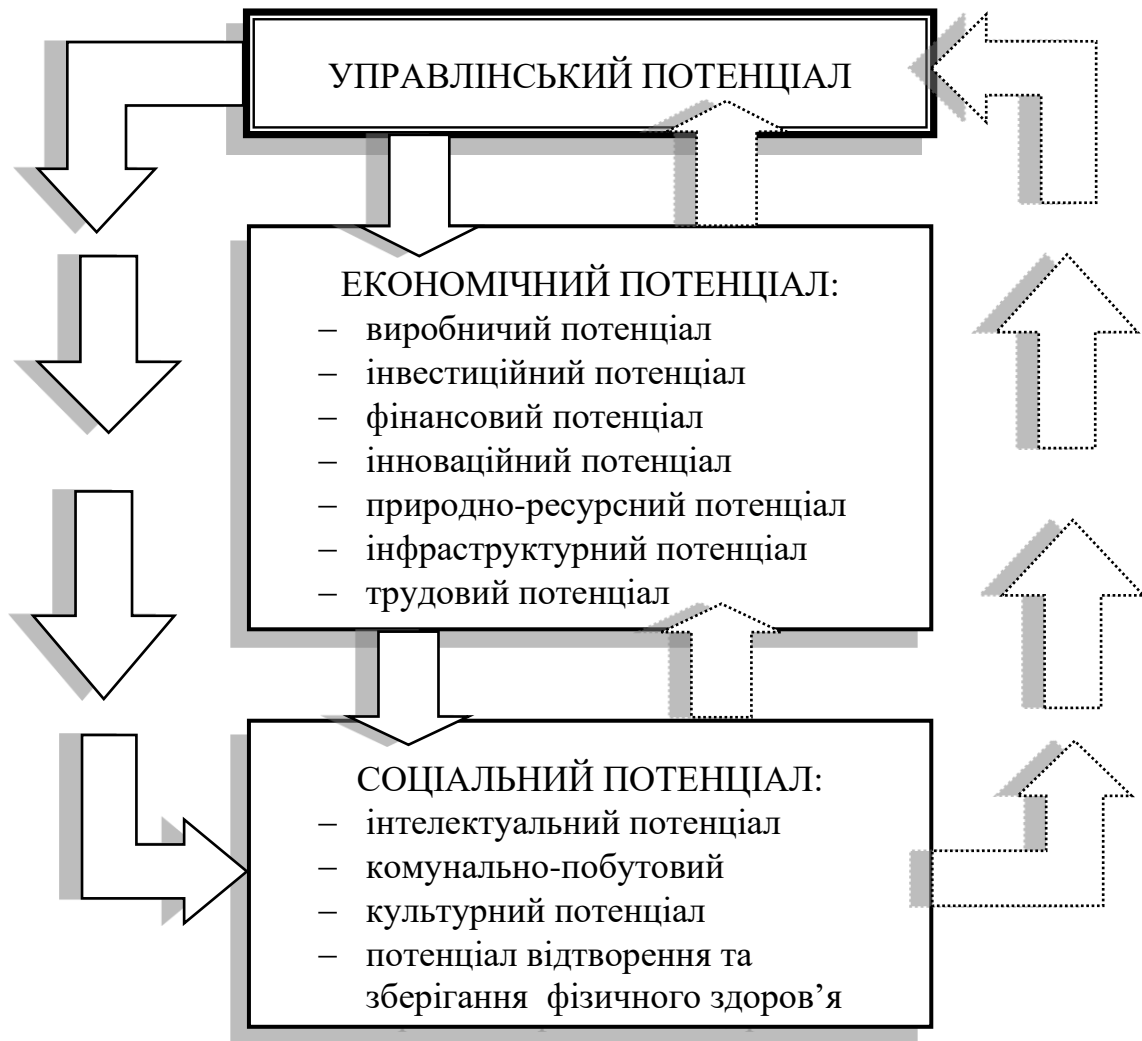 УПРАВЛІНСЬКИЙ ПОТЕНЦІАЛ
ЕКОНОМІЧНИЙ ПОТЕНЦІАЛ:
– виробничий потенціал
– інвестиційний потенціал
– фінансовий потенціал
– інноваційний потенціал
– природно-ресурсний потенціал
– інфраструктурний потенціал
– трудовий потенціал
СОЦІАЛЬНИЙ ПОТЕНЦІАЛ:
– інтелектуальний потенціал
– комунально-побутовий
– культурний потенціал
– потенціал відтворення та
зберігання фізичного здоров’я